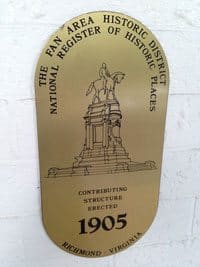 THE FAN AREA HISTORIC DISTRICT
NATIONAL REGISTER OF HISTORIC PLACES
CONTRIBUTING
STRUCTURE
ERECTED
1905
RICHMOND - VIRGINIA